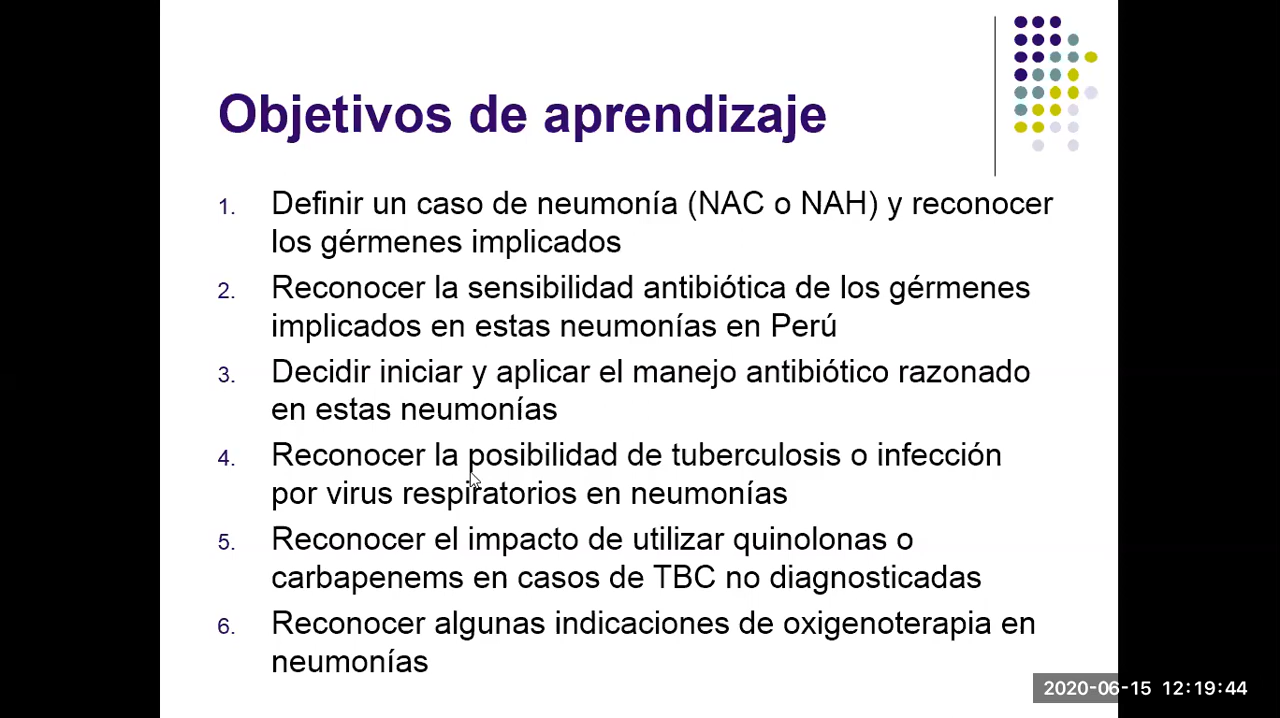 Objetivos de aprendizaje
1. Definir un caso de neumonía (NAC o NAH) y reconocer
los gérmenes implicados
2. Reconocer la sensibilidad antibiótica de los gérmenes
implicados en estas neumonías en Perú
3. Decidir iniciar y aplicar el manejo antibiótico razonado
en estas neumonías
4. Reconocer la posibilidad de tuberculosis o infección
por virus respiratorios en neumonías
5. Reconocer el impacto de utilizar quinolonas o
carbapenems en casos de TBC no diagnosticadas
6. Reconocer algunas indicaciones de oxigenoterapia en
neumonías
2020-06-15 12:19:44